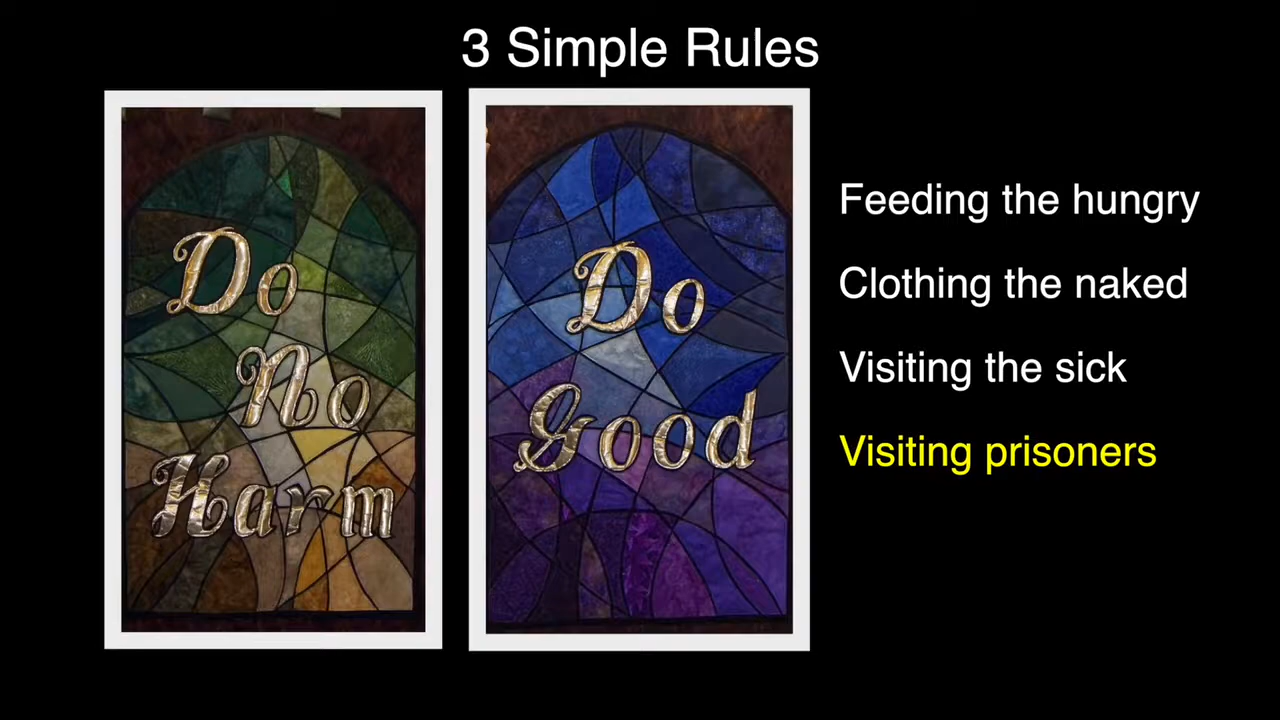 3 Simple Rules
Do
No
Harm
Do
Good
Feeding the hungry
Clothing the naked
Visiting the sick
Visiting prisoners